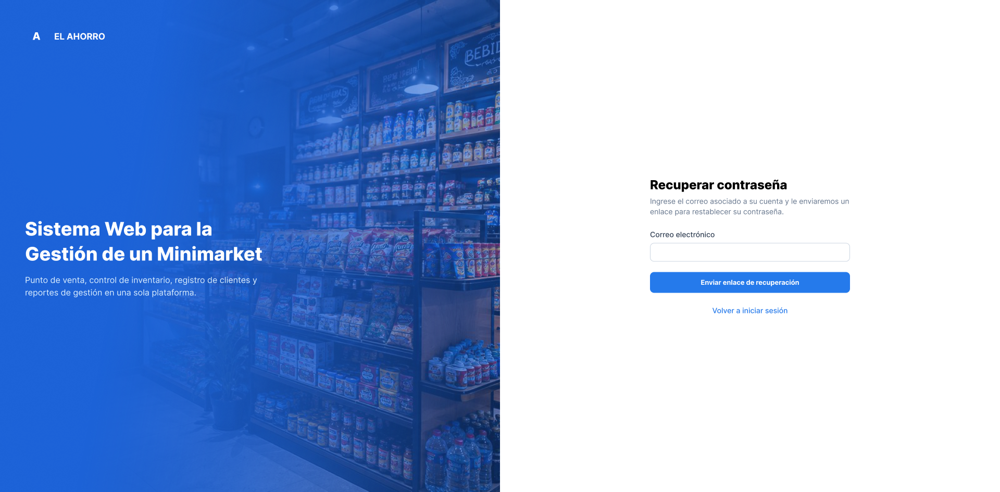 A EL AHORRO
Sistema Web para la
Gestión de un Minimarket
Punto de venta, control de inventario, registro de clientes y
reportes de gestión en una sola plataforma.
Recuperar contraseña
Ingrese el correo asociado a su cuenta y le enviaremos un
enlace para restablecer su contraseña.
Correo electrónico
Enviar enlace de recuperación
Volver a iniciar sesión